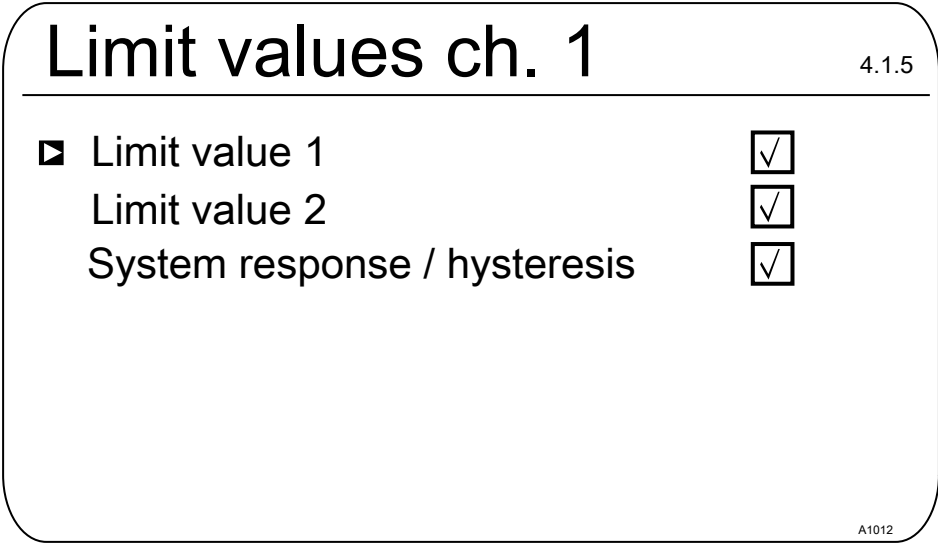 Limit values ch. 1 4.1.5
Limit value 1
Limit value 2
System response / hysteresis
A1012